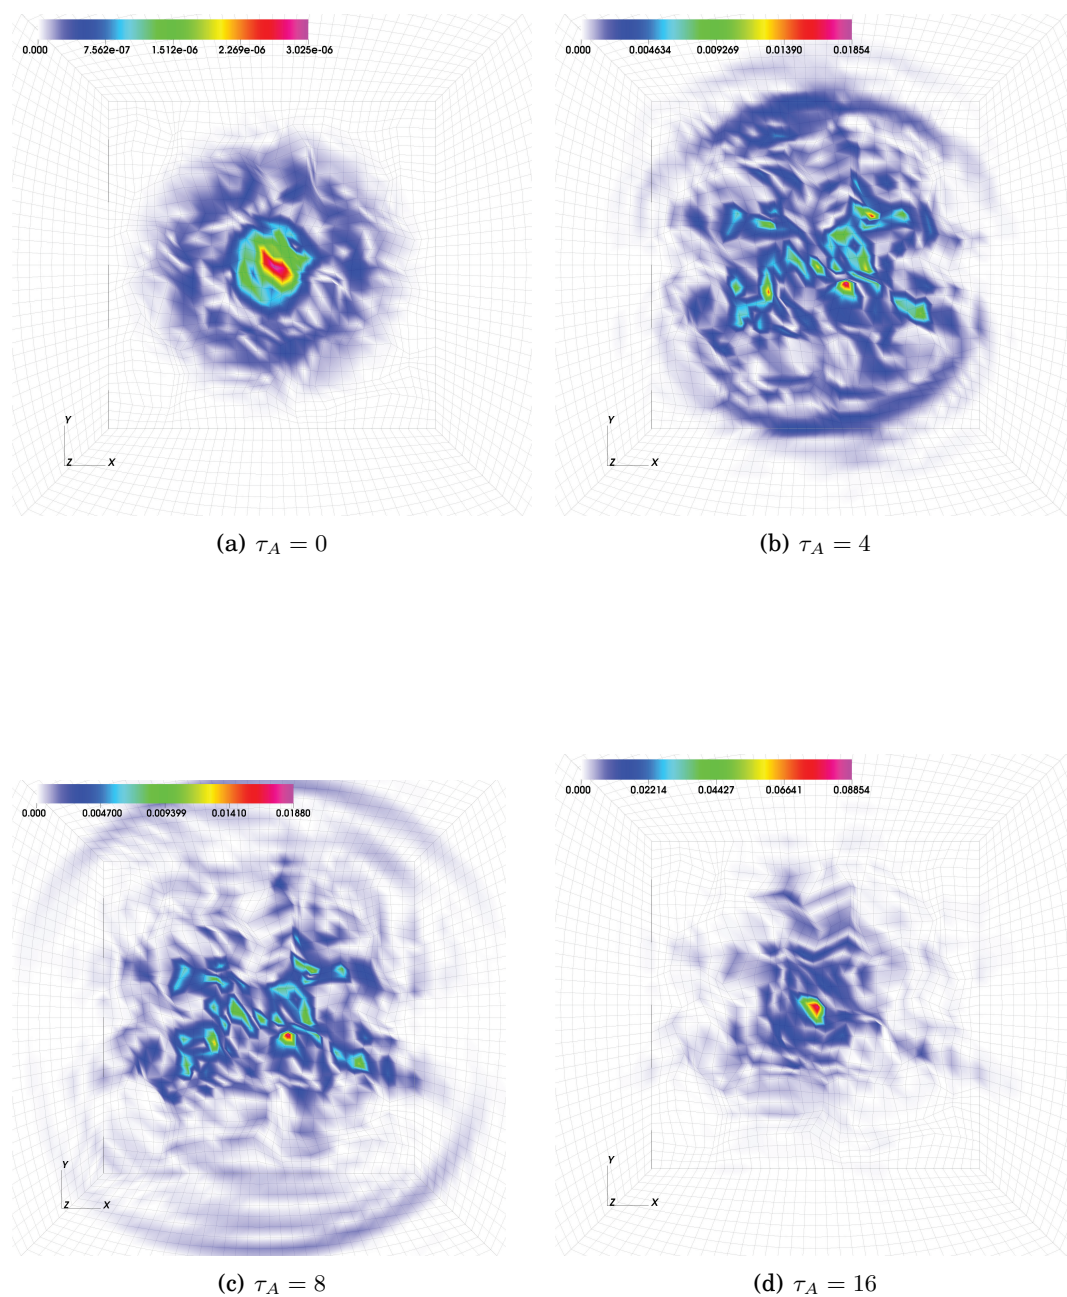 0.000 7.562e-07 1.512e-06 2.269e-06 3.025e-06
Y
Z X
(a) τ_A = 0
0.000 0.004634 0.009269 0.01390 0.01854
Y
Z X
(b) τ_A = 4
0.000 0.004700 0.009399 0.01410 0.01880
Y
Z X
(c) τ_A = 8
0.000 0.02214 0.04427 0.06641 0.08854
Y
Z X
(d) τ_A = 16